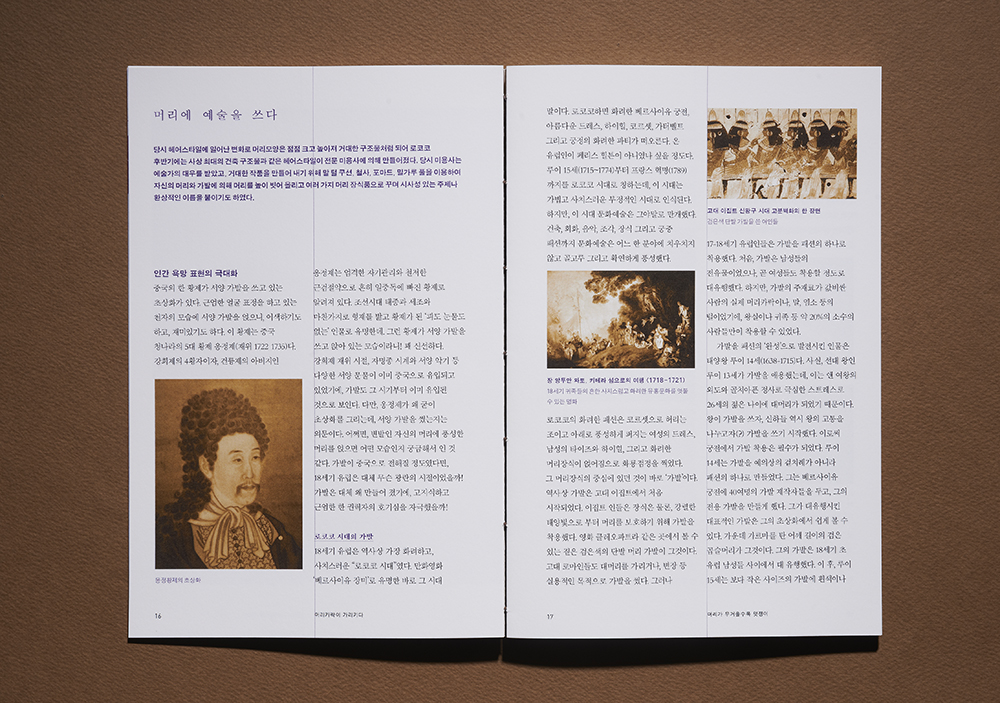 머리에 예술을 쓰다
당시 헤어스타일에 일어난 변화로 머리모양은 점점 크고 높아져 거대한 구조물처럼 되어 로코코
후반기에는 사상 최대의 건축 구조물과 같은 헤어스타일이 전문 미용사에 의해 만들어졌다. 당시 미용사는
예술가의 대우를 받았고, 거대한 작품을 만들어 내기 위해 말 털 쿠션, 철사, 포마드, 밀가루 풀을 이용하여
자신의 머리와 가발에 의해 머리를 높이 빗어 올리고 여러 가지 머리 장식품으로 꾸며 시사성 있는 주제나
환상적인 이름을 붙이기도 하였다.
인간 욕망 표현의 극대화
중국의 한 황제가 서양 가발을 쓰고 있는
초상화가 있다. 근엄한 얼굴 표정을 하고 있는
전자의 모습에 서양 가발을 썼으니, 어색하기도
하고, 재미있기도 하다. 이 황제는 중국
청나라의 5대 황제 옹정제(재위 1722-1735)다.
강희제의 4황자이자, 건륭제의 아버지인
옹정황제의 초상화
옹정제는 엄격한 자기관리와 철저한
근검절약으로 흔히 일중독에 빠진 황제로
알려져 있다. 조선시대 태종과 세조와
마찬가지로 형제를 밟고 황제가 된 '피도 눈물도
없는' 인물로 유명한데, 그런 황제가 서양 가발을
쓰고 앉아 있는 모습이라니! 꽤 신선하다.
강희제 재위 시절, 자명종 시계와 서양 악기 등
다양한 서양 문물이 이미 중국으로 유입되고
있었기에, 가발도 그 시기부터 이미 유입된
것으로 보인다. 다만, 옹정제가 왜 굳이
초상화를 그리는데, 서양 가발을 썼는지는
의문이다. 어쩌면, 변발인 자신의 머리에 풍성한
머리를 얹으면 어떤 모습인지 궁금해서 인 것
같다. 가발이 중국으로 전해질 정도였다면,
18세기 유럽은 대체 무슨 광란의 시절이었을까!
가발은 대체 왜 만들어 졌기에, 고지식하고
근엄한 한 권력자의 호기심을 자극했을까!
로코코 시대의 가발
18세기 유럽은 역사상 가장 화려하고,
사치스러운 “로코코 시대”였다. 만화영화
'베르사이유 장미'로 유명한 바로 그 시대
16
머리카락이 가리키다
말이다. 로코코하면 화려한 베르사이유 궁전,
아름다운 드레스, 하이힐, 코르셋, 가터벨트
그리고 궁정의 화려한 파티가 떠오른다. 온
유럽인이 패리스 힐튼이 아니었나 싶을 정도다.
루이 15세(1715-1774)부터 프랑스 혁명(1789)
까지를 로코코 시대로 칭하는데, 이 시대는
가볍고 사치스러운 부정적인 시대로 인식된다.
하지만, 이 시대 문화예술은 그야말로 만개했다.
건축, 회화, 음악, 조각, 장식 그리고 궁중
패션까지 문화예술은 어느 한 분야에 치우치지
않고 골고루 그리고 확연하게 풍성했다.
장 앙투안 와토, 키테라 섬으로의 여행 (1718-1721)
18세기 귀족들의 흔한 사치스럽고 화려한 유흥문화를 엿볼
수 있는 명화
로코코의 화려한 패션은 코르셋으로 허리는
조이고 아래로 풍성하게 퍼지는 여성의 드레스,
남성의 타이즈와 하이힐, 그리고 화려한
머리장식이 얹어짐으로 화룡점정을 찍었다.
그 머리장식의 중심에 있던 것이 바로 '가발'이다.
역사상 가발은 고대 이집트에서 처음
시작되었다. 이집트 인들은 장식은 물론, 강렬한
태양빛으로 부터 머리를 보호하기 위해 가발을
착용했다. 영화 클레오파트라 같은 곳에서 볼 수
있는 짙은 검은색의 단발 머리 가발이 그것이다.
고대 로마인들도 대머리를 가리거나, 변장 등
실용적인 목적으로 가발을 썼다. 그러나
17
고대 이집트 신왕구 시대 고분벽화의 한 장면
검은색 단발 가발을 쓴 여인들
17-18세기 유럽인들은 가발을 패션의 하나로
착용했다. 처음, 가발은 남성들의
전유물이었으나, 곧 여성들도 착용할 정도로
대유행했다. 하지만, 가발의 주재료가 값비싼
사람의 실제 머리카락이나, 말, 염소 등의
털이었기에, 왕실이나 귀족 등 약 20%의 소수의
사람들만이 착용할 수 있었다.
가발을 패션의 '완성'으로 발전시킨 인물은
태양왕 루이 14세(1638-1715)다. 사실, 선대 왕인
루이 13세가 가발을 애용했는데, 이는 앤 여왕의
외도와 골치아픈 정사로 극심한 스트레스로
26세의 젊은 나이에 대머리가 되었기 때문이다.
왕이 가발을 쓰자, 신하들 역시 왕의 고통을
나누고자(?) 가발을 쓰기 시작했다. 이로써
궁전에서 가발 착용은 필수가 되었다. 루이
14세는 가발을 예의상의 겉치레가 아니라
패션의 하나로 만들었다. 그는 베르사이유
궁전에 40여명의 가발 제작자들을 두고, 그의
전용 가발을 만들게 했다. 그가 대유행시킨
대표적인 가발은 그의 초상화에서 쉽게 볼 수
있다. 가운데 가르마를 탄 어깨 길이의 검은
곱슬머리가 그것이다. 그의 가발은 18세기 초
유럽 남성들 사이에서 대 유행했다. 이 후, 루이
15세는 보다 작은 사이즈의 가발에 흰색이나
머리가 무거울수록 멋쟁이